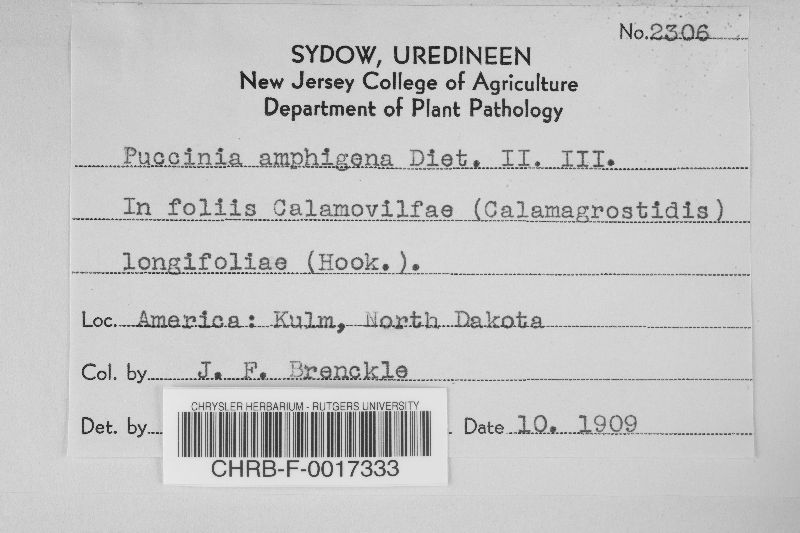 No. 2306
SYDOW, UREDINEEN
New Jersey College of Agriculture
Department of Plant Pathology
Puccinia amphigena Diet. II. III.
In foliis Calamovilfae (Calamagrostidis)
longifoliae (Hook.).
Loc. America: Kulm, North Dakota
Col. by J. F. Brenckle
Det. by Date 10. 1909
CHRYSLER HERBARIUM - RUTGERS UNIVERSITY
CHRB-F-0017333